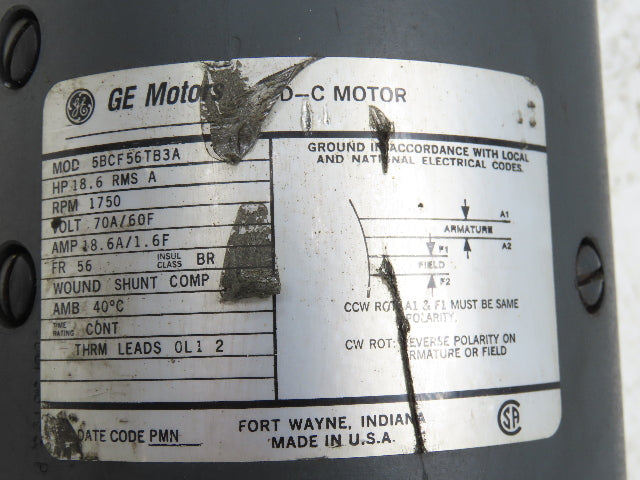 GE GE Motors D-C MOTOR
MOD 5BCF56TB3A
HP 18.6 RMS A
RPM 1750
VOLT 70A/60F
AMP 18.6A/1.6F
FR 56 INSUL CLASS BR
WOUND SHUNT COMP
AMB 40°C
TIME RATING CONT
THRM LEADS OL1 2
GROUND IN ACCORDANCE WITH LOCAL
AND NATIONAL ELECTRICAL CODES.
A1
ARMATURE
A2
F1
FIELD
F2
CCW ROT: A1 & F1 MUST BE SAME
POLARITY.
CW ROT: REVERSE POLARITY ON
ARMATURE OR FIELD
DATE CODE PMN
FORT WAYNE, INDIANA
MADE IN U.S.A.
SA